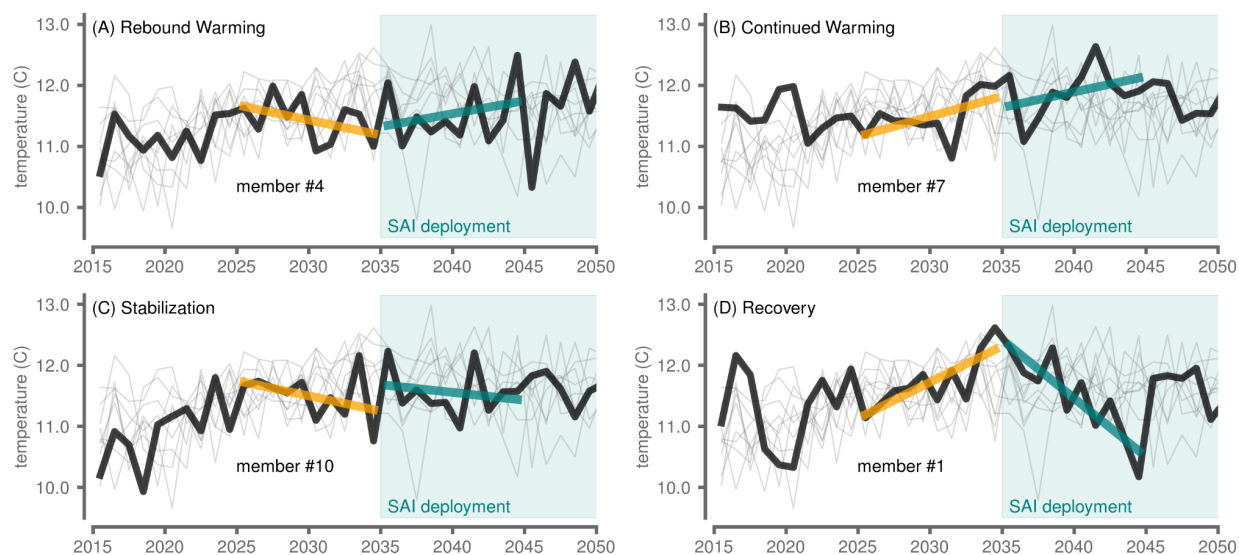 (A) Rebound Warming
temperature (C)
13.0
12.0
11.0
10.0
member #4
SAI deployment
2015 2020 2025 2030 2035 2040 2045 2050
(B) Continued Warming
temperature (C)
13.0
12.0
11.0
10.0
member #7
SAI deployment
2015 2020 2025 2030 2035 2040 2045 2050
(C) Stabilization
temperature (C)
13.0
12.0
11.0
10.0
member #10
SAI deployment
2015 2020 2025 2030 2035 2040 2045 2050
(D) Recovery
temperature (C)
13.0
12.0
11.0
10.0
member #1
SAI deployment
2015 2020 2025 2030 2035 2040 2045 2050